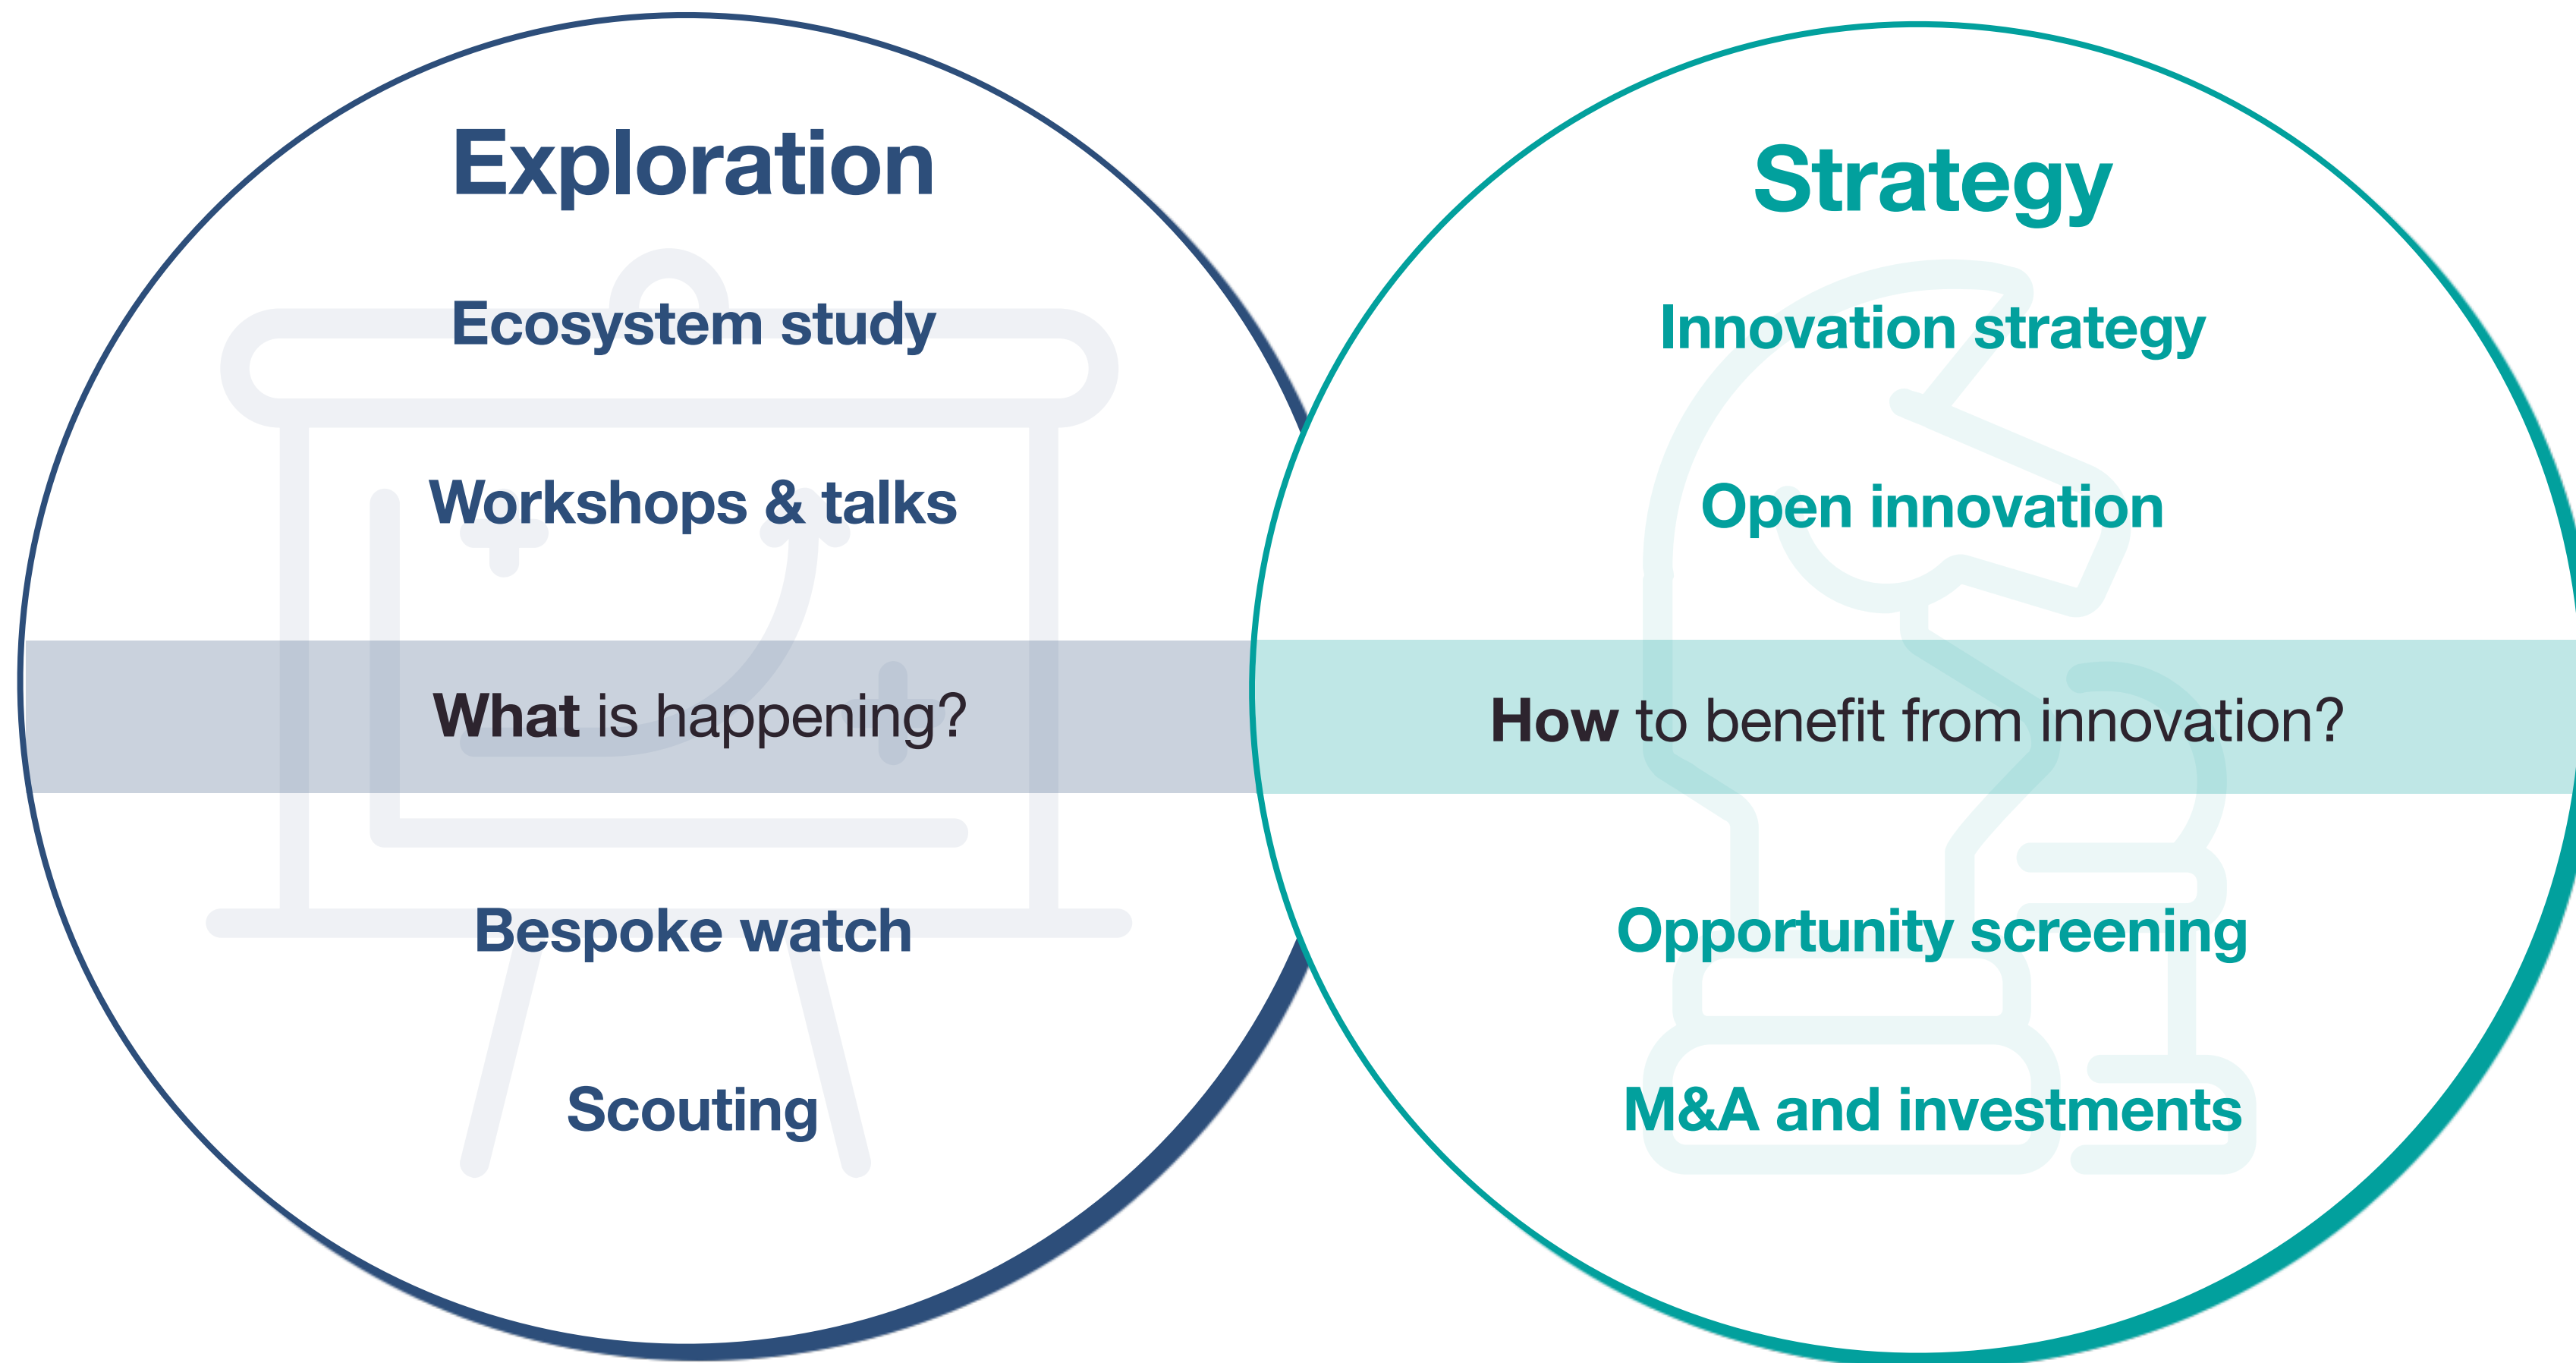 Exploration
Ecosystem study
Workshops & talks
What is happening?
Bespoke watch
Scouting
Strategy
Innovation strategy
Open innovation
How to benefit from innovation?
Opportunity screening
M&A and investments